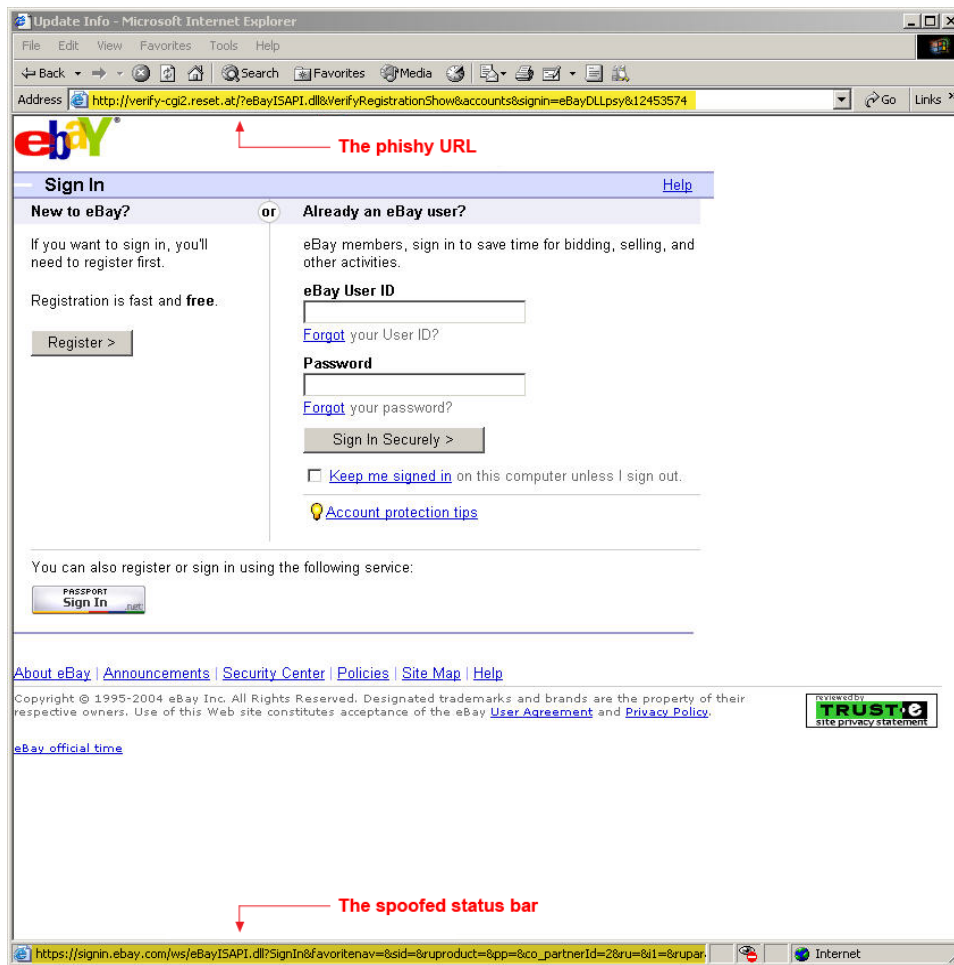 Update Info - Microsoft Internet Explorer
File Edit View Favorites Tools Help
Back Search Favorites Media
Address http://verify-cgi2.reset.at/?eBayISAPI.dll&VerifyRegistrationShow&accounts&signin=eBayDLLpsy&12453574 Go Links »
ebaY®
The phishy URL
Sign In Help
New to eBay? or Already an eBay user?
If you want to sign in, you'll
need to register first.
Registration is fast and free.
Register >
eBay members, sign in to save time for bidding, selling, and
other activities.
eBay User ID
Forgot your User ID?
Password
Forgot your password?
Sign In Securely >
Keep me signed in on this computer unless I sign out.
Account protection tips
You can also register or sign in using the following service:
PASSPORT
Sign In .net
About eBay | Announcements | Security Center | Policies | Site Map | Help
Copyright © 1995-2004 eBay Inc. All Rights Reserved. Designated trademarks and brands are the property of their
respective owners. Use of this Web site constitutes acceptance of the eBay User Agreement and Privacy Policy.
reviewed by
TRUST·e
site privacy statement
eBay official time
The spoofed status bar
https://signin.ebay.com/ws/eBayISAPI.dll?SignIn&favoritenav=&sid=&ruproduct=&pp=&co_partnerId=2&ru=&i1=&rupar Internet